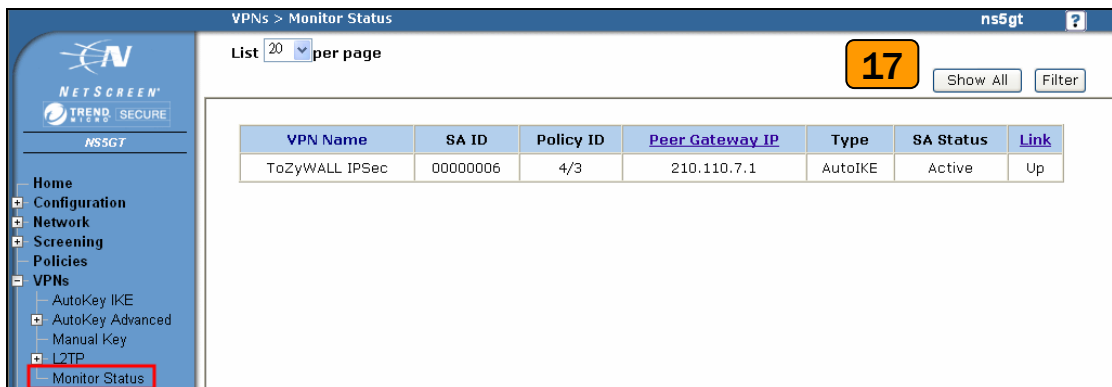 VPNs > Monitor Status
ns5gt
?
N
NETSCREEN
TREND MICRO SECURE
NS5GT
Home
Configuration
Network
Screening
Policies
VPNs
AutoKey IKE
AutoKey Advanced
Manual Key
L2TP
Monitor Status
List 20 per page
17
Show All
Filter
VPN Name SA ID Policy ID Peer Gateway IP Type SA Status Link
ToZyWALL IPSec 00000006 4/3 210.110.7.1 AutoIKE Active Up